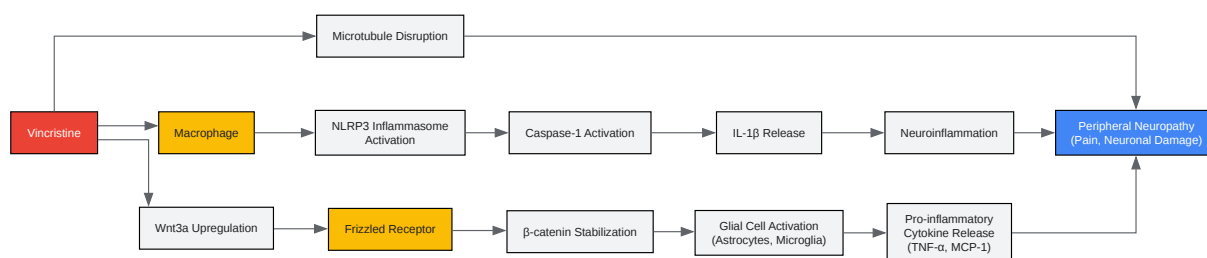 Microtubule Disruption
Vincristine
Macrophage
NLRP3 Inflammasome
Activation
Caspase-1 Activation
IL-1β Release
Neuroinflammation
Peripheral Neuropathy
(Pain, Neuronal Damage)
Wnt3a Upregulation
Frizzled Receptor
β-catenin Stabilization
Glial Cell Activation
(Astrocytes, Microglia)
Pro-inflammatory
Cytokine Release
(TNF-α, MCP-1)